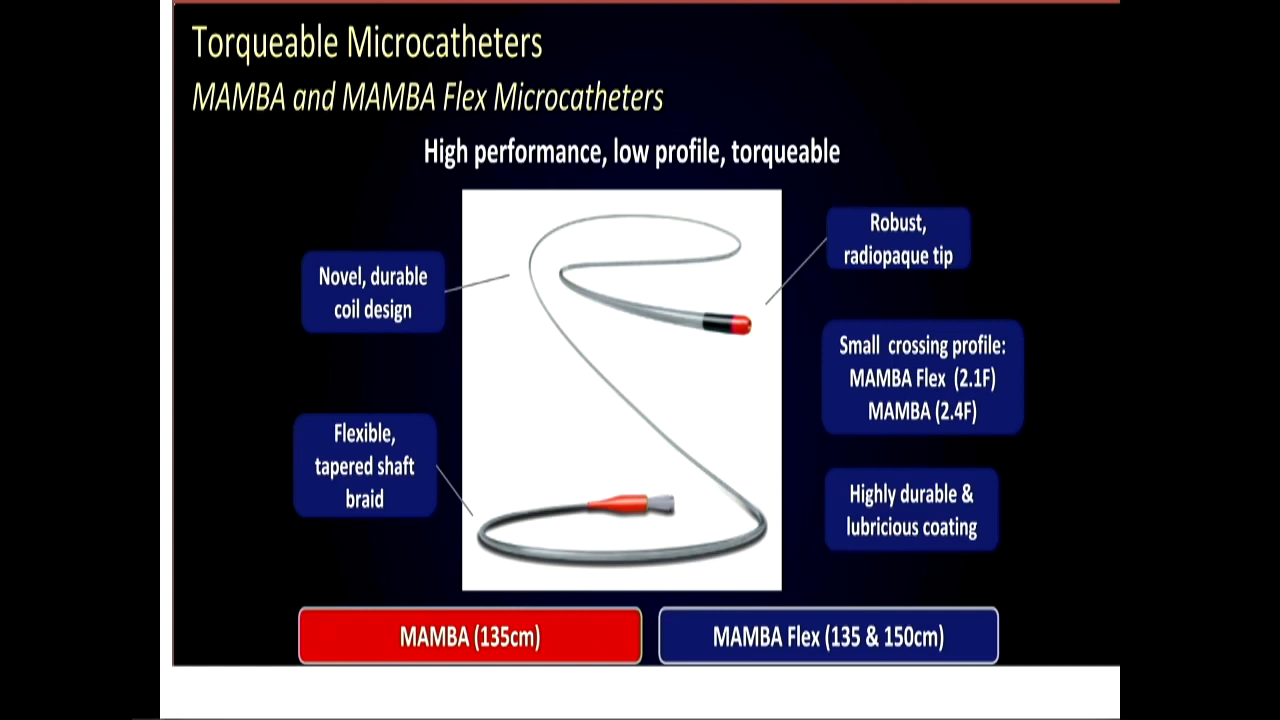 Torqueable Microcatheters
MAMBA and MAMBA Flex Microcatheters
High performance, low profile, torqueable
Robust,
radiopaque tip
Novel, durable
coil design
Small crossing profile:
MAMBA Flex (2.1F)
MAMBA (2.4F)
Flexible,
tapered shaft
braid
Highly durable &
lubricious coating
MAMBA (135cm)
MAMBA Flex (135 & 150cm)